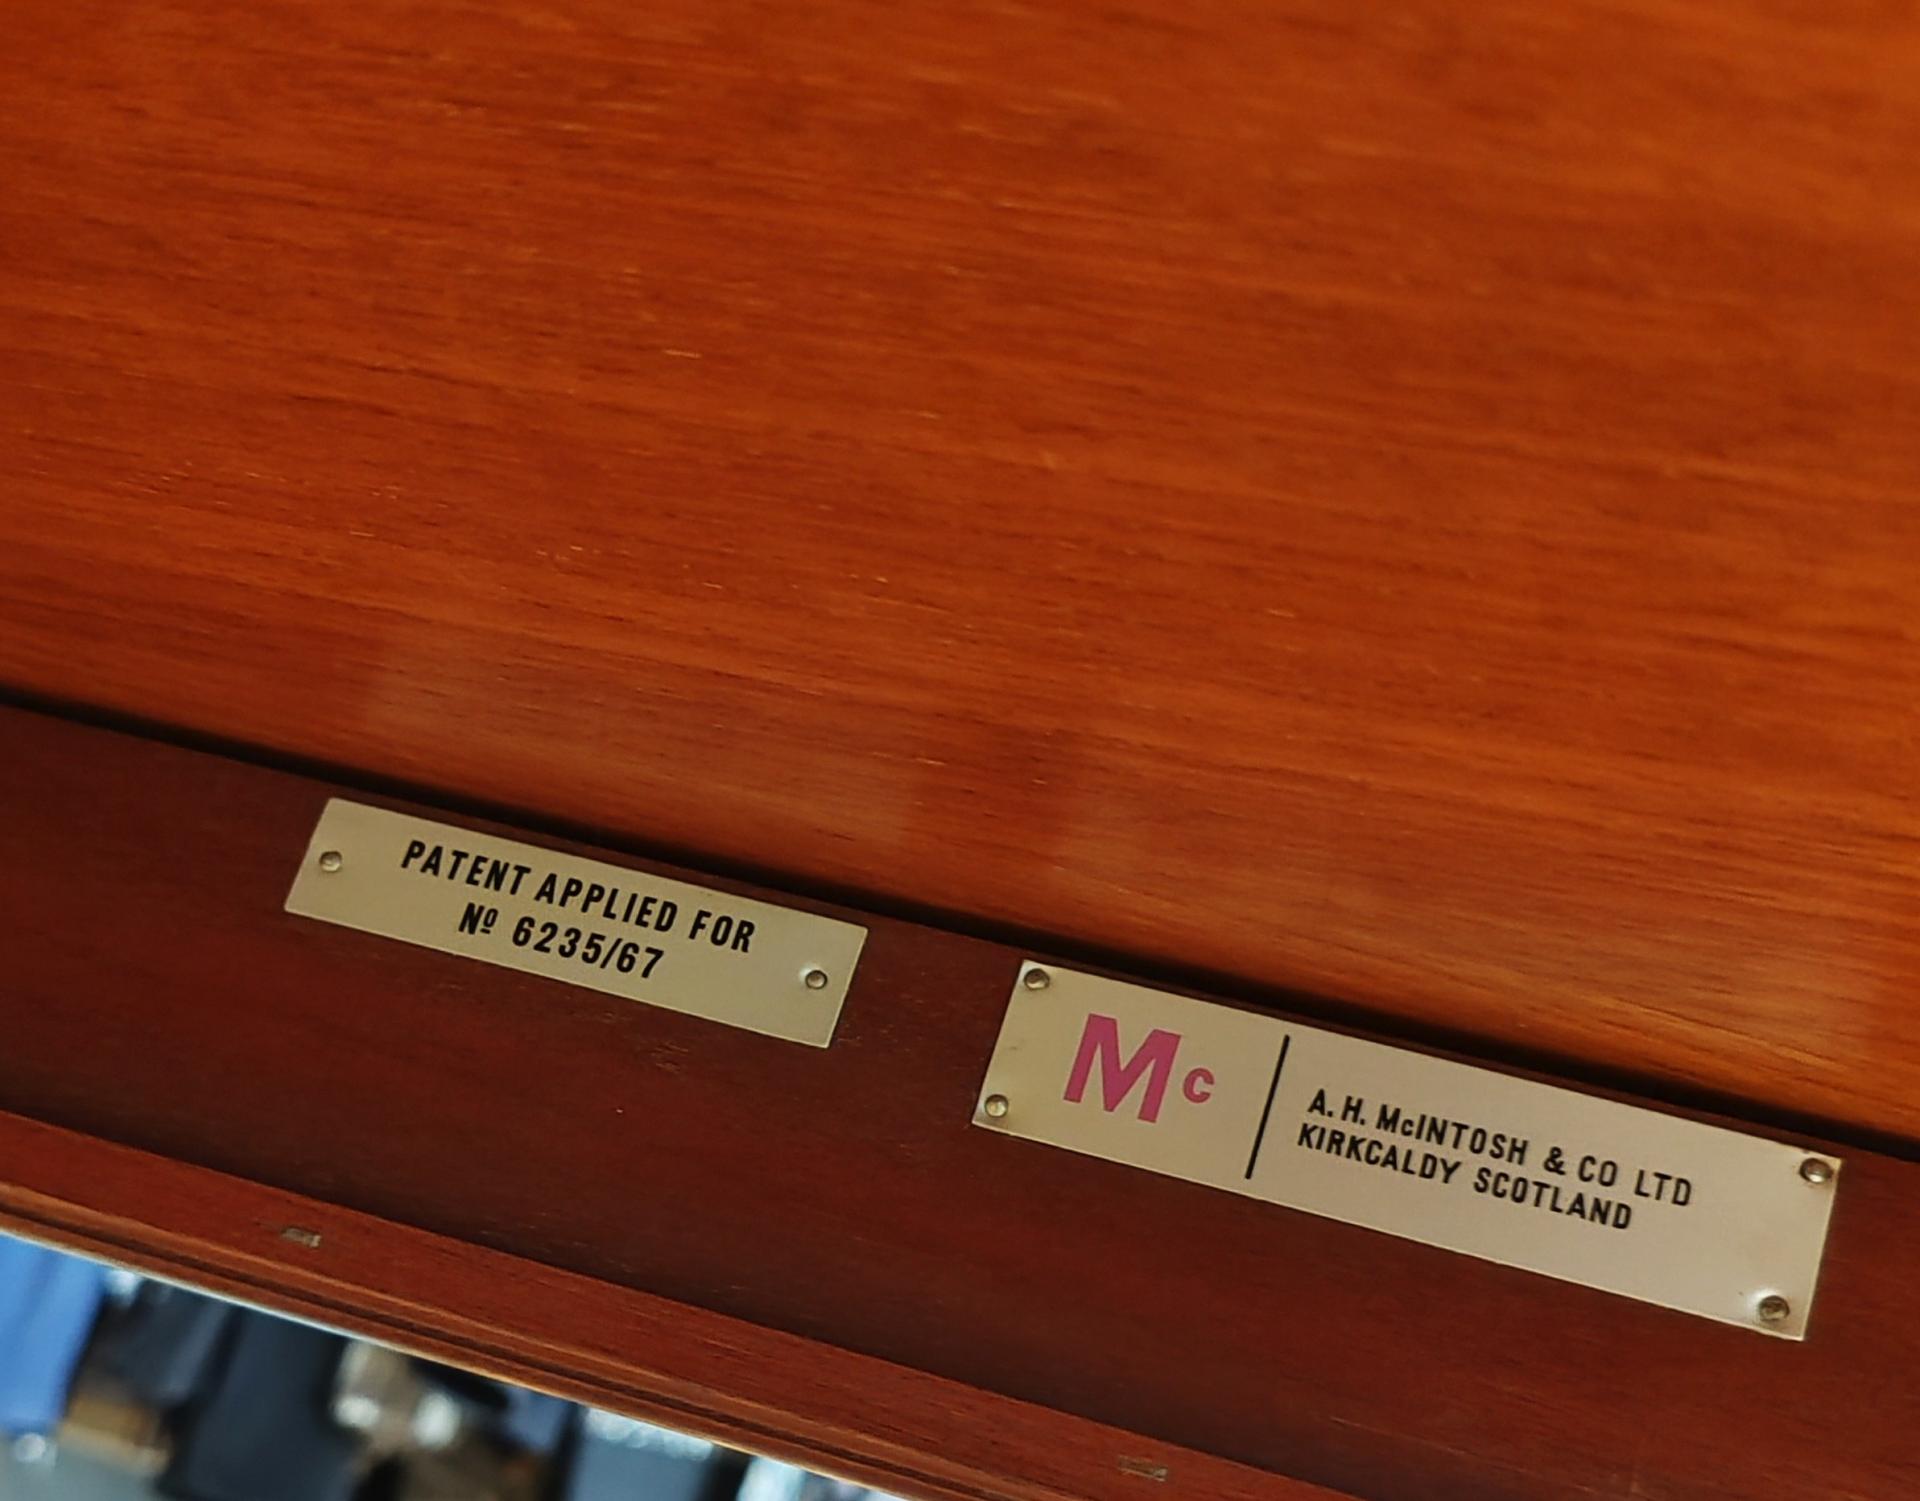 PATENT APPLIED FOR
Nº 6235/67
Mc
A. H. McINTOSH & CO LTD
KIRKCALDY SCOTLAND